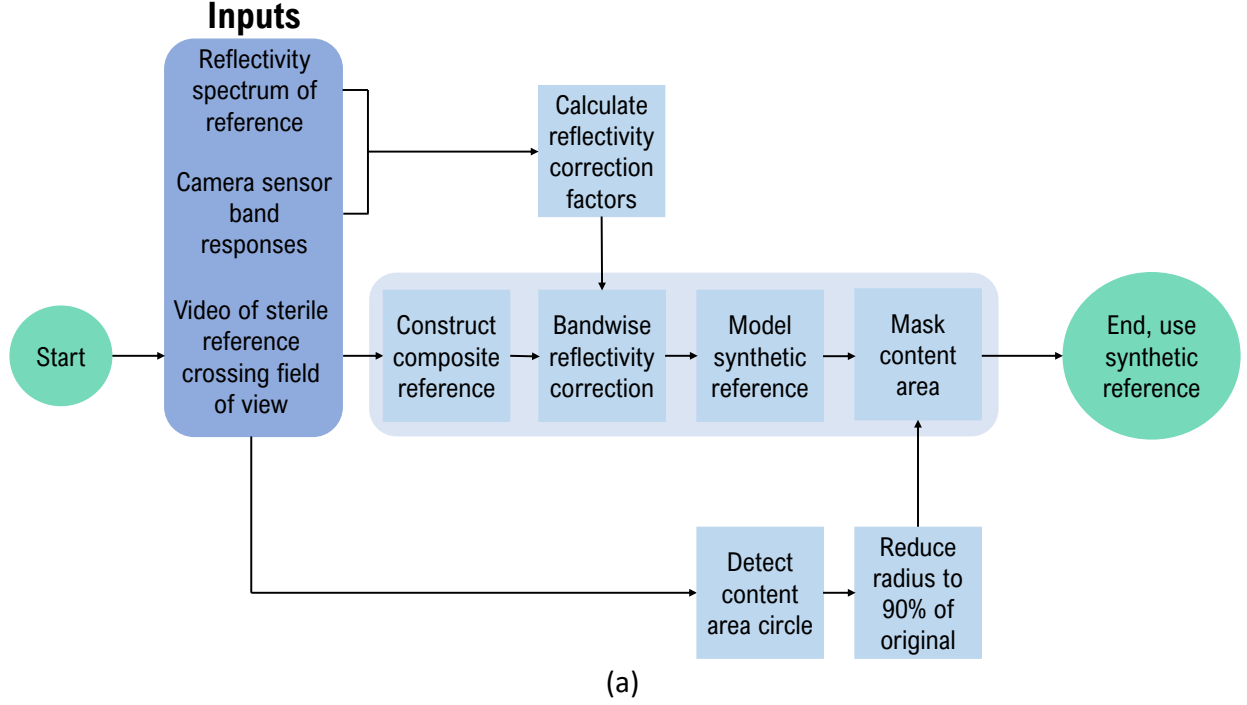 Inputs
Reflectivity
spectrum of
reference
Camera sensor
band
responses
Video of sterile
reference
crossing field
of view
Start
Calculate
reflectivity
correction
factors
Construct
composite
reference
Bandwise
reflectivity
correction
Model
synthetic
reference
Mask
content
area
End, use
synthetic
reference
Detect
content
area circle
Reduce
radius to
90% of
original
(a)